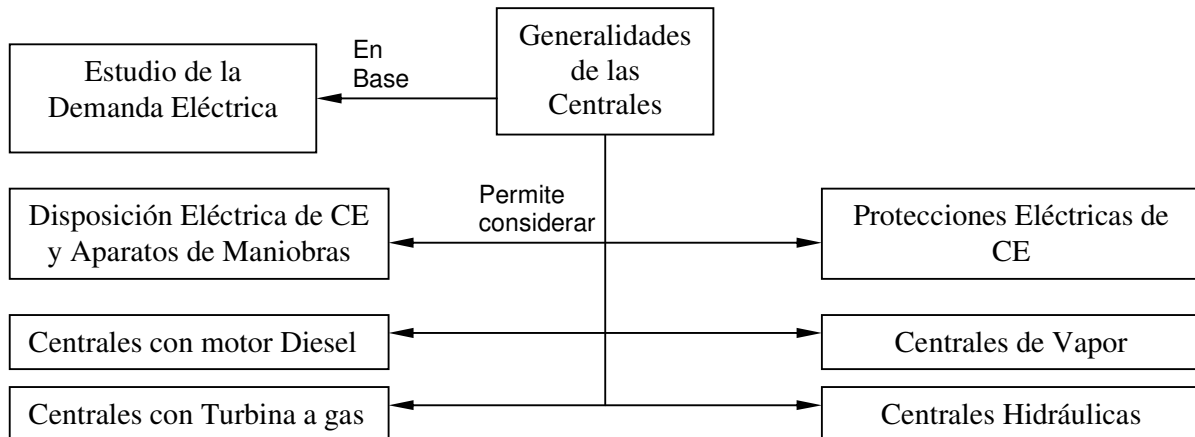 Generalidades
de las
Centrales
En
Base
Estudio de la
Demanda Eléctrica
Permite
considerar
Disposición Eléctrica de CE
y Aparatos de Maniobras
Protecciones Eléctricas de
CE
Centrales con motor Diesel
Centrales de Vapor
Centrales con Turbina a gas
Centrales Hidráulicas